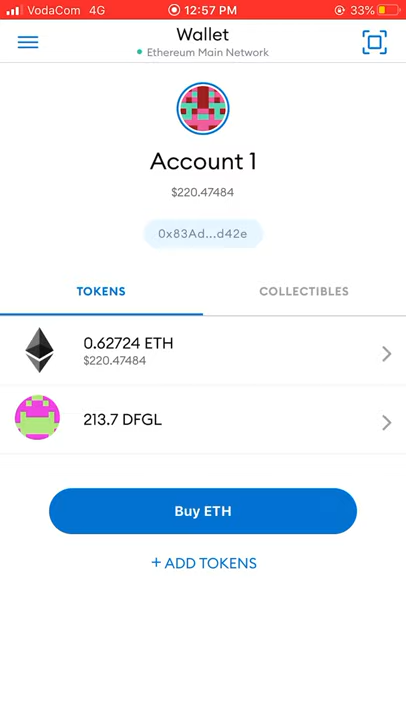 VodaCom 4G 12:57 PM 33%
Wallet
Ethereum Main Network
Account 1
$220.47484
0x83Ad...d42e
TOKENS COLLECTIBLES
0.62724 ETH
$220.47484
213.7 DFGL
Buy ETH
+ ADD TOKENS